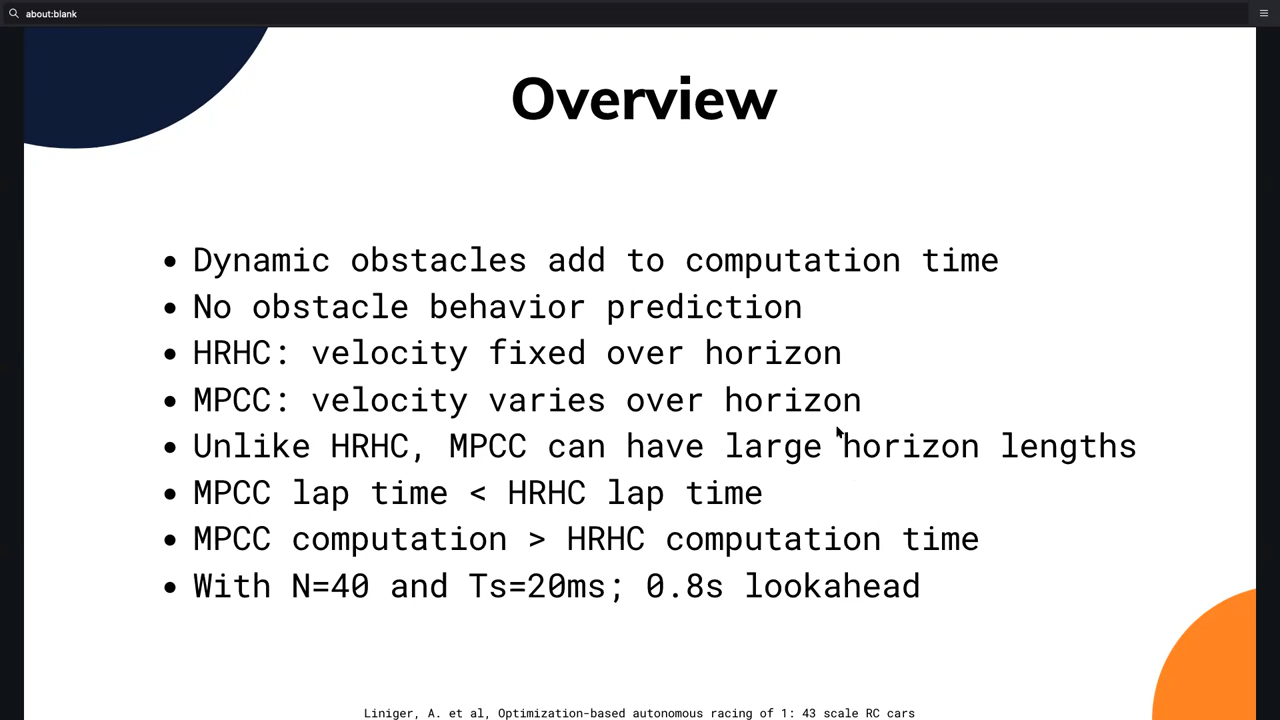 about:blank
Overview
• Dynamic obstacles add to computation time
• No obstacle behavior prediction
• HRHC: velocity fixed over horizon
• MPCC: velocity varies over horizon
• Unlike HRHC, MPCC can have large horizon lengths
• MPCC lap time < HRHC lap time
• MPCC computation > HRHC computation time
• With N=40 and Ts=20ms; 0.8s lookahead
Liniger, A. et al, Optimization-based autonomous racing of 1: 43 scale RC cars